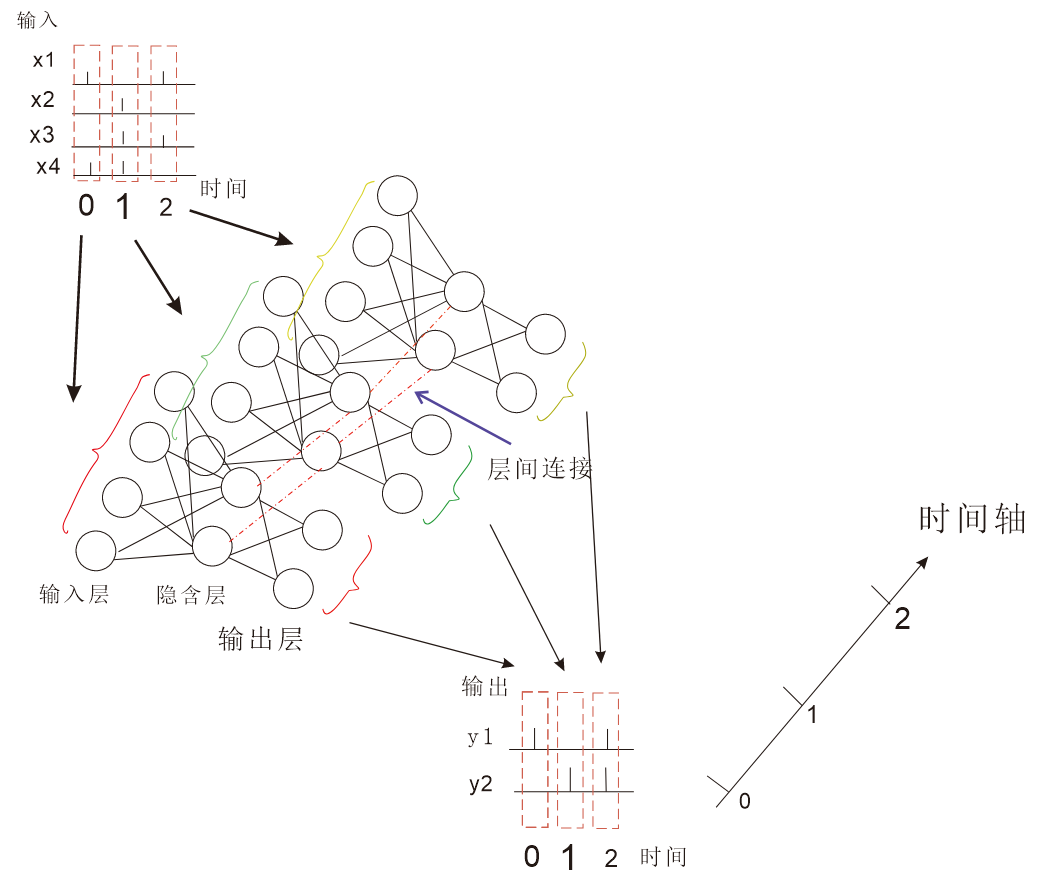 输入
x1
x2
x3
x4
0 1 2 时间
层间连接
输入层 隐含层
输出层
时间轴
2
1
0
输出
y1
y2
0 1 2 时间